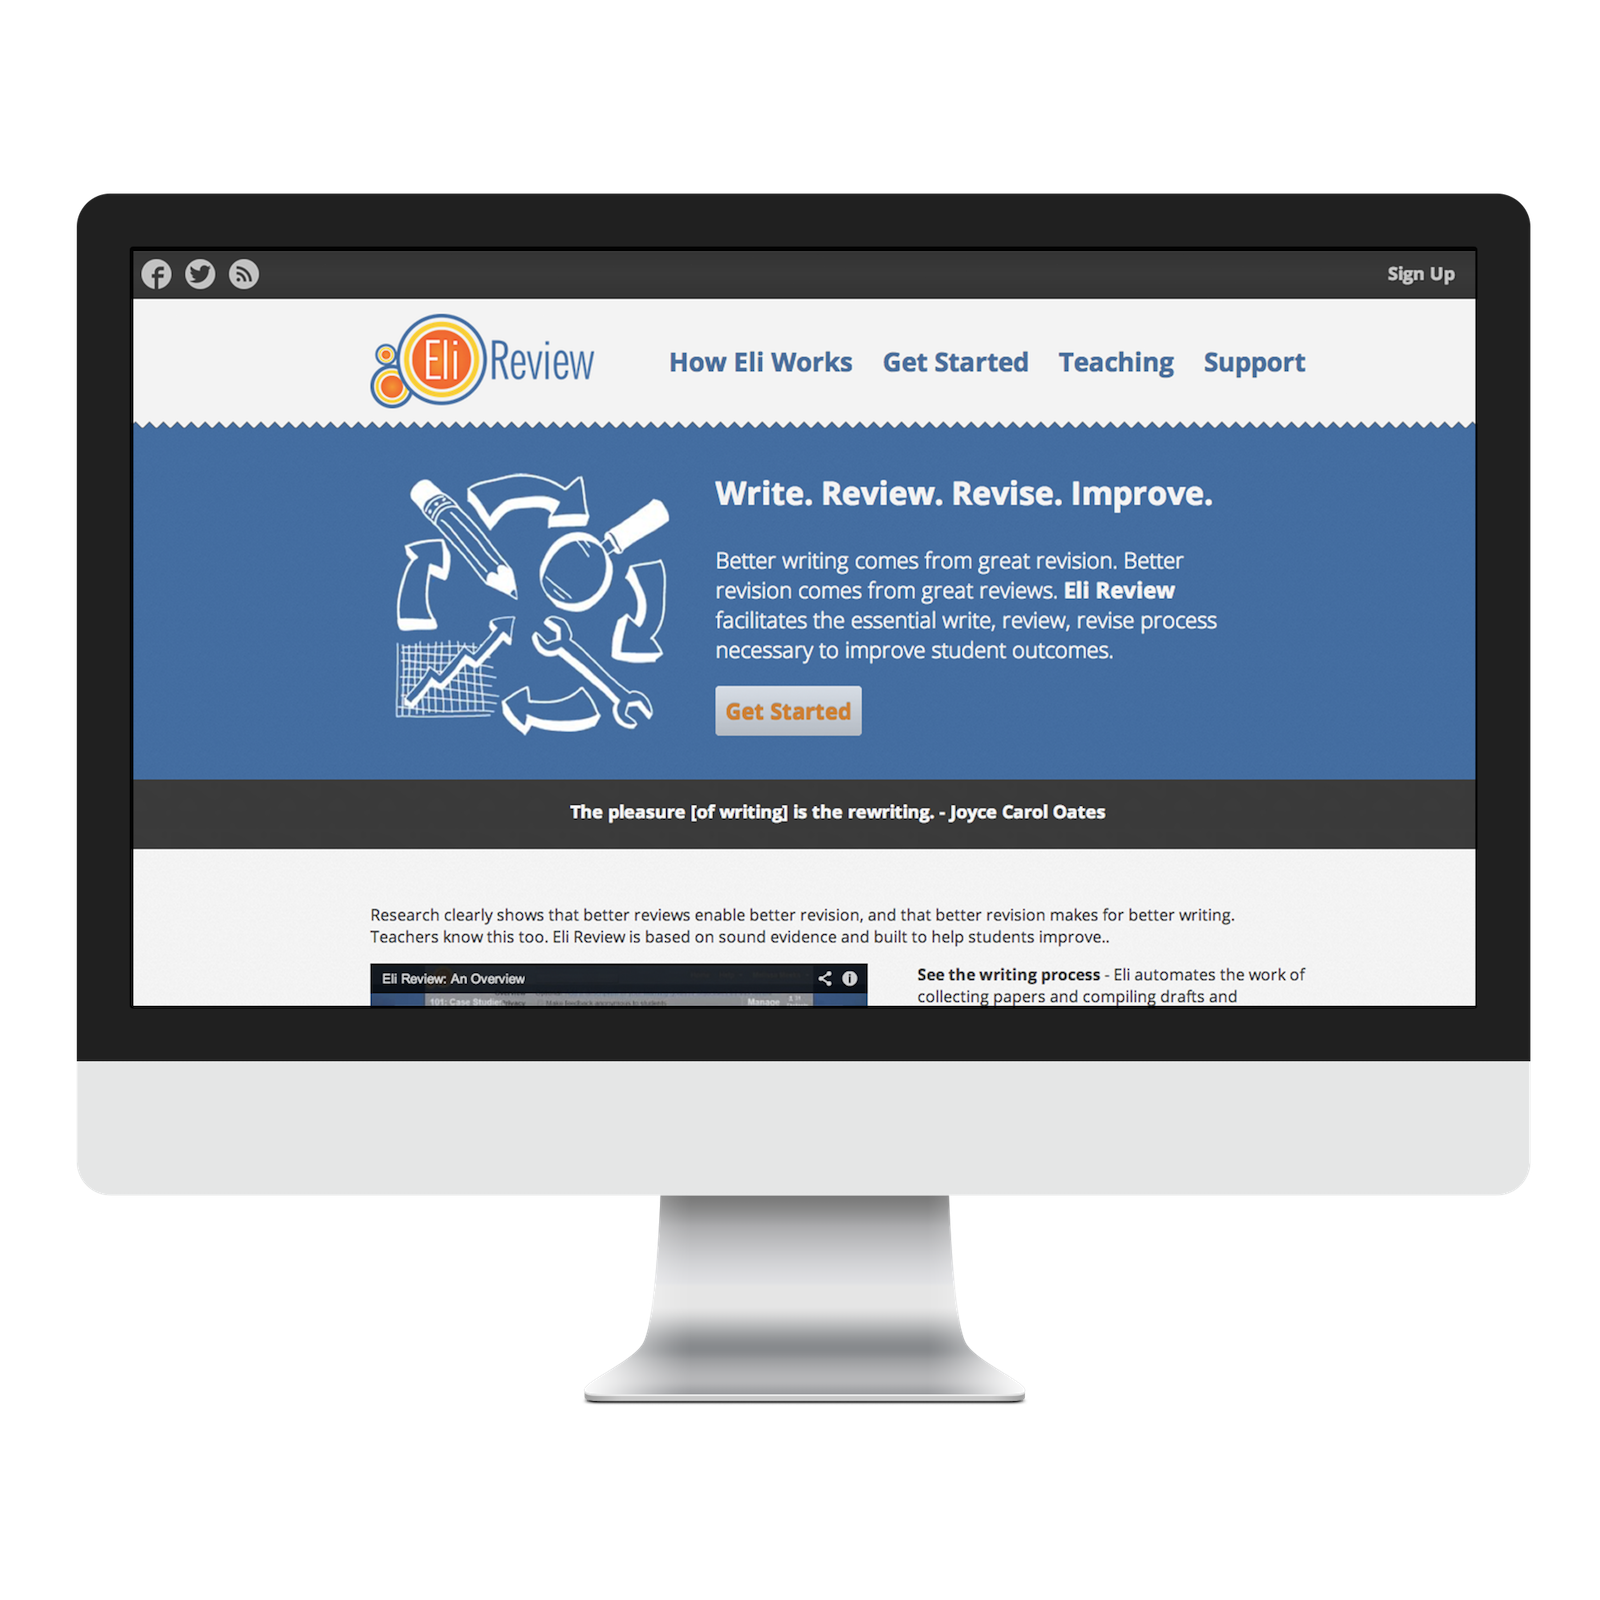 Sign Up
Eli Review
How Eli Works Get Started Teaching Support
Write. Review. Revise. Improve.
Better writing comes from great revision. Better
revision comes from great reviews. Eli Review
facilitates the essential write, review, revise process
necessary to improve student outcomes.
Get Started
The pleasure [of writing] is the rewriting. - Joyce Carol Oates
Research clearly shows that better reviews enable better revision, and that better revision makes for better writing.
Teachers know this too. Eli Review is based on sound evidence and built to help students improve..
Eli Review: An Overview
101: Case Studies
Make feedback anonymous to students
Manage
See the writing process - Eli automates the work of
collecting papers and compiling drafts and